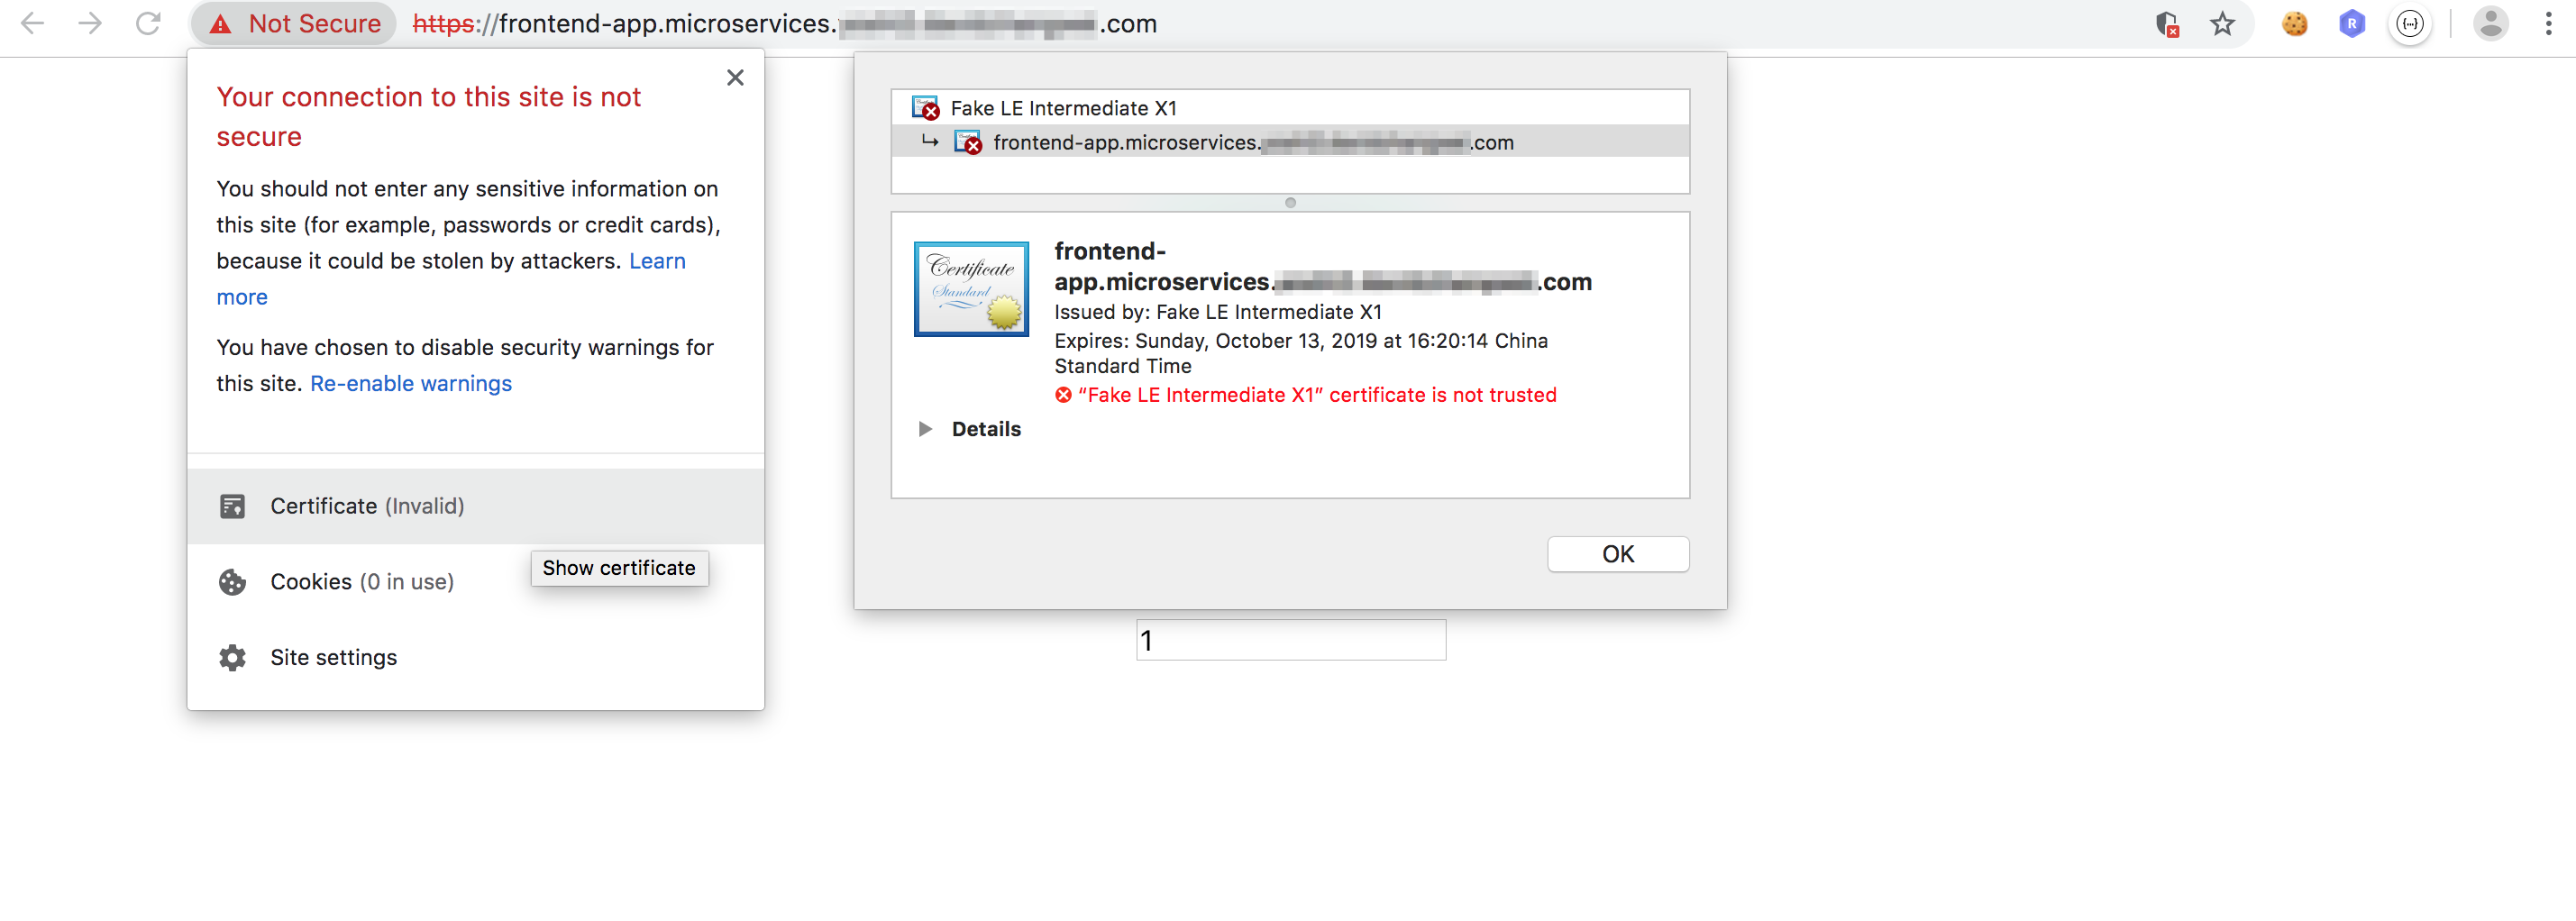 Not Secure https://frontend-app.microservices. .com
Your connection to this site is not
secure
You should not enter any sensitive information on
this site (for example, passwords or credit cards),
because it could be stolen by attackers. Learn
more
You have chosen to disable security warnings for
this site. Re-enable warnings
Certificate (Invalid)
Show certificate
Cookies (0 in use)
Site settings
Fake LE Intermediate X1
frontend-app.microservices. .com
Certificate
Standard
frontend-
app.microservices. .com
Issued by: Fake LE Intermediate X1
Expires: Sunday, October 13, 2019 at 16:20:14 China
Standard Time
“Fake LE Intermediate X1” certificate is not trusted
Details
OK
1
R
{...}